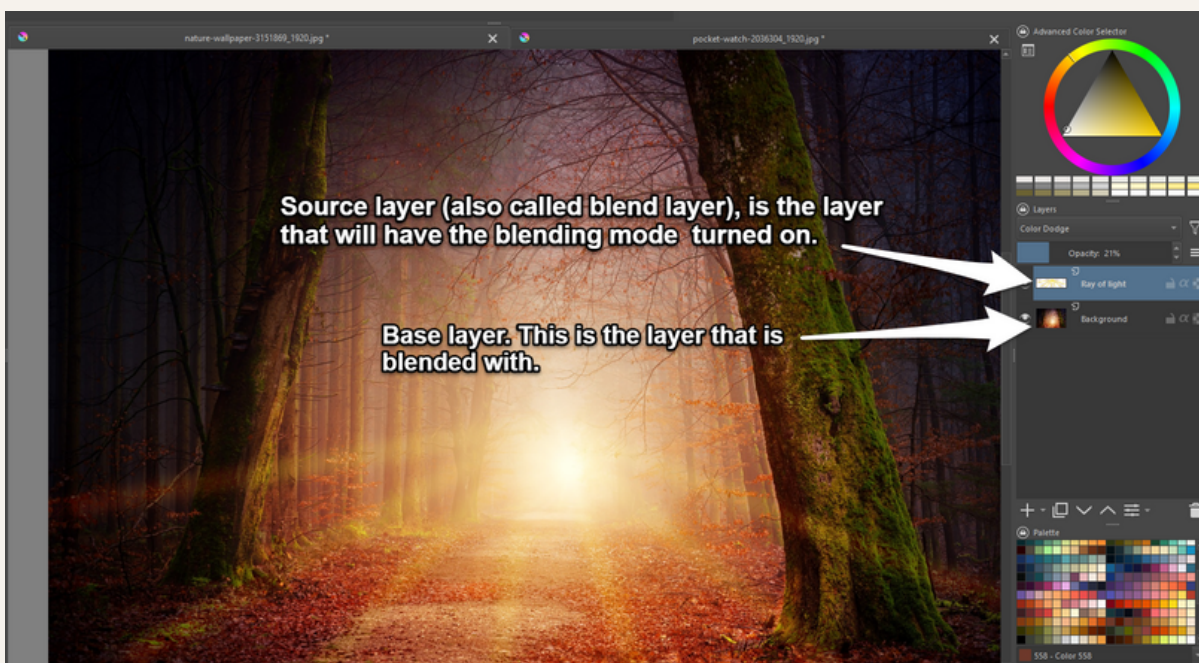 nature-wallpaper-3151869_1920.jpg *
pocket-watch-2036304_1920.jpg *
Advanced Color Selector
Source layer (also called blend layer), is the layer
that will have the blending mode turned on.
Layers
Color Dodge
Opacity: 21%
Ray of light
Base layer. This is the layer that is
blended with.
Background
Palette
558 - Color 558